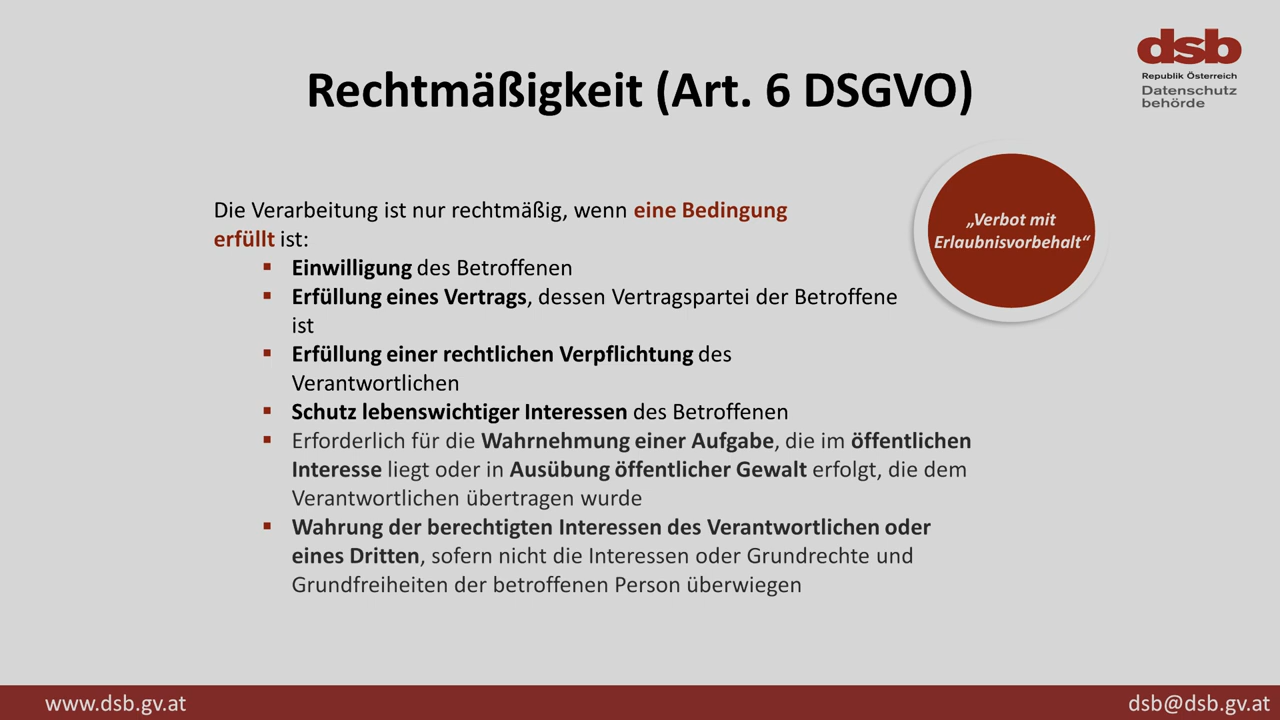 dsb
Republik Österreich
Datenschutz
behörde
Rechtmäßigkeit (Art. 6 DSGVO)
„Verbot mit
Erlaubnisvorbehalt“
Die Verarbeitung ist nur rechtmäßig, wenn eine Bedingung
erfüllt ist:
▪ Einwilligung des Betroffenen
▪ Erfüllung eines Vertrags, dessen Vertragspartei der Betroffene
ist
▪ Erfüllung einer rechtlichen Verpflichtung des
Verantwortlichen
▪ Schutz lebenswichtiger Interessen des Betroffenen
▪ Erforderlich für die Wahrnehmung einer Aufgabe, die im öffentlichen
Interesse liegt oder in Ausübung öffentlicher Gewalt erfolgt, die dem
Verantwortlichen übertragen wurde
▪ Wahrung der berechtigten Interessen des Verantwortlichen oder
eines Dritten, sofern nicht die Interessen oder Grundrechte und
Grundfreiheiten der betroffenen Person überwiegen
www.dsb.gv.at
dsb@dsb.gv.at